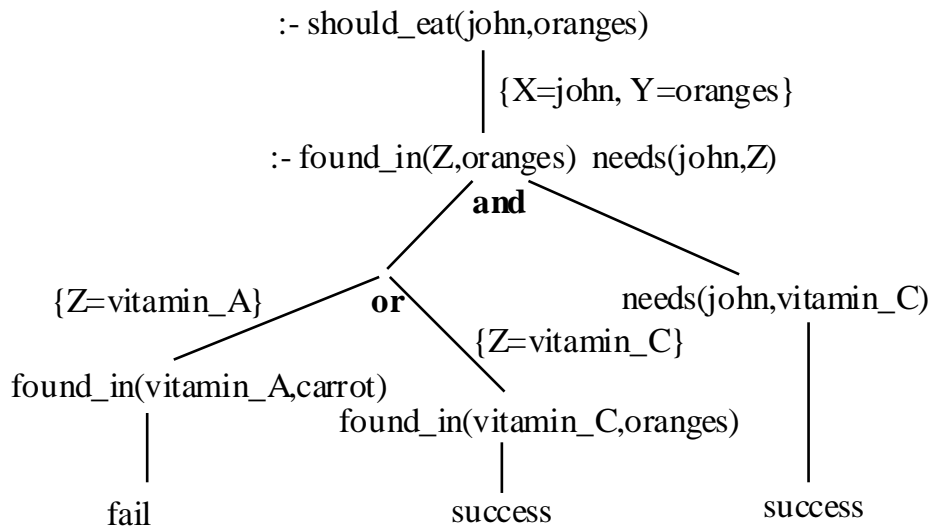 :- should_eat(john,oranges)
{X=john, Y=oranges}
:- found_in(Z,oranges)  needs(john,Z)
and
{Z=vitamin_A}
or
needs(john,vitamin_C)
{Z=vitamin_C}
found_in(vitamin_A,carrot)
found_in(vitamin_C,oranges)
fail
success
success